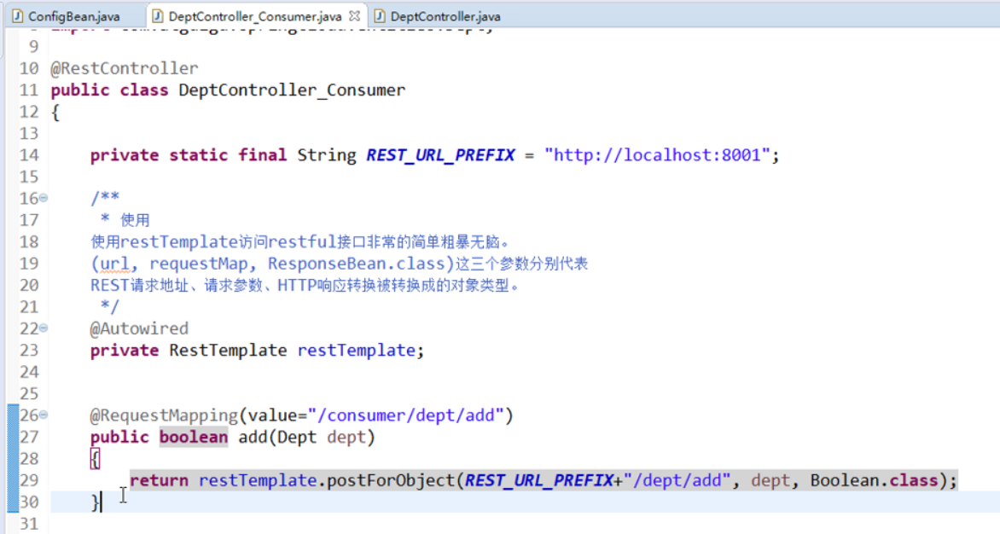 ConfigBean.java DeptController_Consumer.java DeptController.java
9
10 @RestController
11 public class DeptController_Consumer
12 {
13
14 private static final String REST_URL_PREFIX = "http://localhost:8001";
15
16 /**
17 * 使用
18 使用restTemplate访问restful接口非常的简单粗暴无脑。
19 (url, requestMap, ResponseBean.class)这三个参数分别代表
20 REST请求地址、请求参数、HTTP响应转换被转换成的对象类型。
21 */
22 @Autowired
23 private RestTemplate restTemplate;
24
25
26 @RequestMapping(value="/consumer/dept/add")
27 public boolean add(Dept dept)
28 {
29 return restTemplate.postForObject(REST_URL_PREFIX+"/dept/add", dept, Boolean.class);
30 }
31